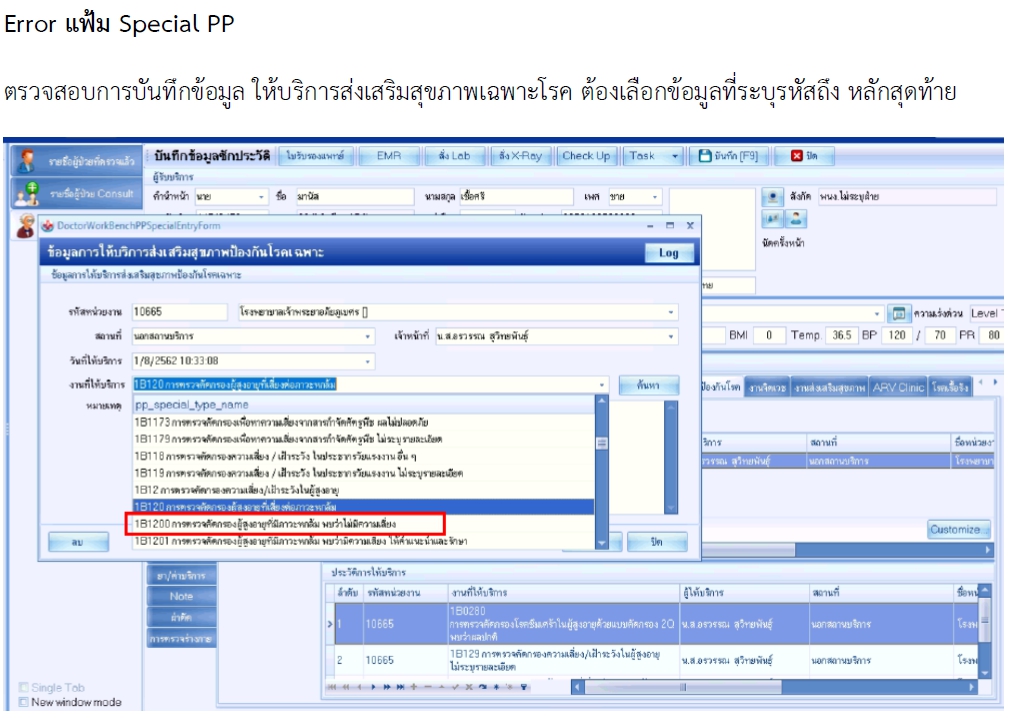 Error แฟ้ม Special PP
ตรวจสอบการบันทึกข้อมูล ให้บริการส่งเสริมสุขภาพเฉพาะโรค ต้องเลือกข้อมูลที่ระบุรหัสถึง หลักสุดท้าย
รายชื่อผู้ป่วยที่ตรวจแล้ว
บันทึกข้อมูลซักประวัติ ใบรับรองแพทย์ EMR สั่ง Lab สั่ง X-Ray Check Up Task บันทึก [F9] ปิด
ผู้รับบริการ
รายชื่อผู้ป่วย Consult
คำนำหน้า นาย ชื่อ มานัส นามสกุล เชื้อศรี เพศ ชาย สังกัด พนง.ไม่ระบุฝ่าย
DoctorWorkBenchPPSpecialEntryForm
นัดครั้งหน้า
ข้อมูลการให้บริการส่งเสริมสุขภาพป้องกันโรคเฉพาะ Log
ข้อมูลการให้บริการส่งเสริมสุขภาพป้องกันโรคเฉพาะ
รหัสหน่วยงาน 10665 โรงพยาบาลเจ้าพระยาอภัยภูเบศร []
ความเร่งด่วน Level
สถานที่ นอกสถานบริการ เจ้าหน้าที่ น.ส.อรวรรณ สุวิทยพันธุ์
BMI 0 Temp. 36.5 BP 120 / 70 PR 80
วันที่ให้บริการ 1/8/2562 10:33:08
งานที่ให้บริการ 1B120 การตรวจคัดกรองผู้สูงอายุที่เสี่ยงต่อภาวะหกล้ม ค้นหา
ป้องกันโรค งานจิตเวช งานส่งเสริมสุขภาพ ARV Clinic โรคเรื้อรัง
หมายเหตุ pp_special_type_name
1B1173 การตรวจคัดกรองเพื่อหาความเสี่ยงจากสารกำจัดศัตรูพืช ผลไม่ปลอดภัย
1B1179 การตรวจคัดกรองเพื่อหาความเสี่ยงจากสารกำจัดศัตรูพืช ไม่ระบุรายละเอียด
สถานที่ ชื่อหน่วยงา
1B118 การตรวจคัดกรองความเสี่ยง / เฝ้าระวัง ในประชากรวัยแรงงาน อื่น ๆ
รวรรณ สุวิทยพันธุ์ นอกสถานบริการ โรงพยาบา
1B119 การตรวจคัดกรองความเสี่ยง / เฝ้าระวัง ในประชากรวัยแรงงาน ไม่ระบุรายละเอียด
1B12 การตรวจคัดกรองความเสี่ยง/เฝ้าระวังในผู้สูงอายุ
1B120 การตรวจคัดกรองผู้สูงอายุที่เสี่ยงต่อภาวะหกล้ม
1B1200 การตรวจคัดกรองผู้สูงอายุที่มีภาวะหกล้ม พบว่าไม่มีความเสี่ยง
Customize
1B1201 การตรวจคัดกรองผู้สูงอายุที่มีภาวะหกล้ม พบว่ามีความเสี่ยง ให้คำแนะนำและรักษา
ลบ ปิด
ยา/ค่าบริการ
ประวัติการให้บริการ
Note
ลำดับ รหัสหน่วยงาน งานที่ให้บริการ ผู้ให้บริการ สถานที่ ชื่อหน
ผ่าตัด
การตรวจร่างกาย
1 10665 1B0280 การตรวจคัดกรองโรคซึมเศร้าในผู้สูงอายุด้วยแบบคัดกรอง 2Q พบว่าผลปกติ น.ส.อรวรรณ สุวิทยพันธุ์ นอกสถานบริการ โรงพ
2 10665 1B129 การตรวจคัดกรองความเสี่ยง/เฝ้าระวังในผู้สูงอายุ ไม่ระบุรายละเอียด น.ส.อรวรรณ สุวิทยพันธุ์ นอกสถานบริการ โรงพ
Single Tab
New window mode